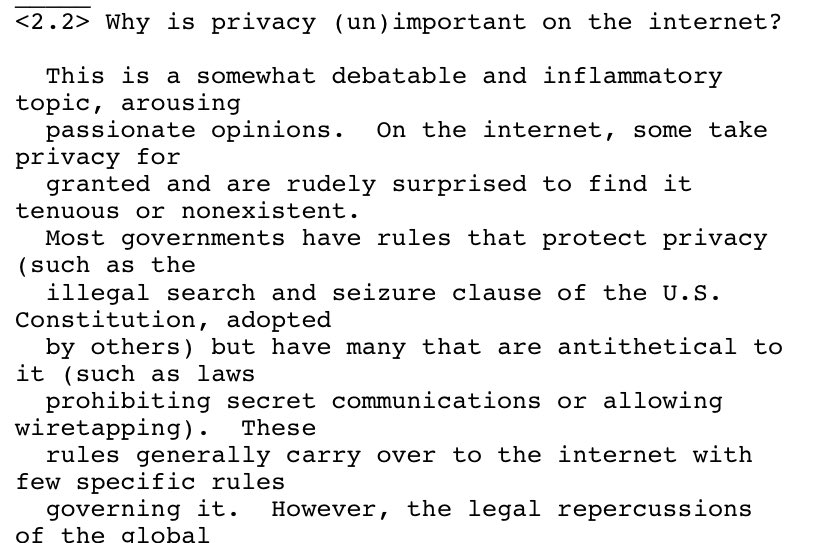 <2.2> Why is privacy (un)important on the internet?
This is a somewhat debatable and inflammatory
topic, arousing
passionate opinions.  On the internet, some take
privacy for
granted and are rudely surprised to find it
tenuous or nonexistent.
Most governments have rules that protect privacy
(such as the
illegal search and seizure clause of the U.S.
Constitution, adopted
by others) but have many that are antithetical to
it (such as laws
prohibiting secret communications or allowing
wiretapping).  These
rules generally carry over to the internet with
few specific rules
governing it.  However, the legal repercussions
of the global